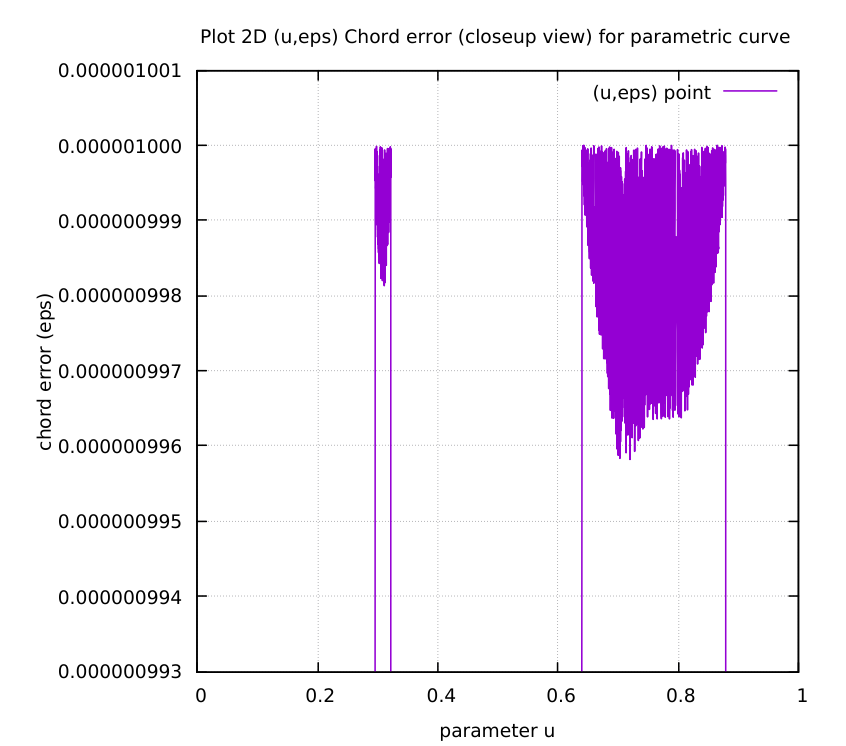 Plot 2D (u,eps) Chord error (closeup view) for parametric curve
(u,eps) point
0.000001001
0.000001000
0.000000999
0.000000998
0.000000997
0.000000996
0.000000995
0.000000994
0.000000993
chord error (eps)
0 0.2 0.4 0.6 0.8 1
parameter u